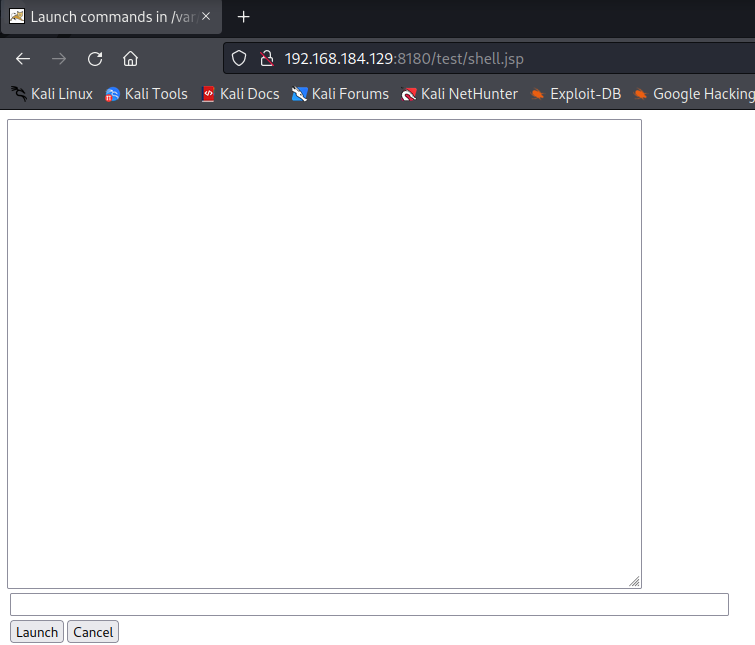 Launch commands in /var/
192.168.184.129:8180/test/shell.jsp
Kali Linux Kali Tools Kali Docs Kali Forums Kali NetHunter Exploit-DB Google Hacking
Launch Cancel